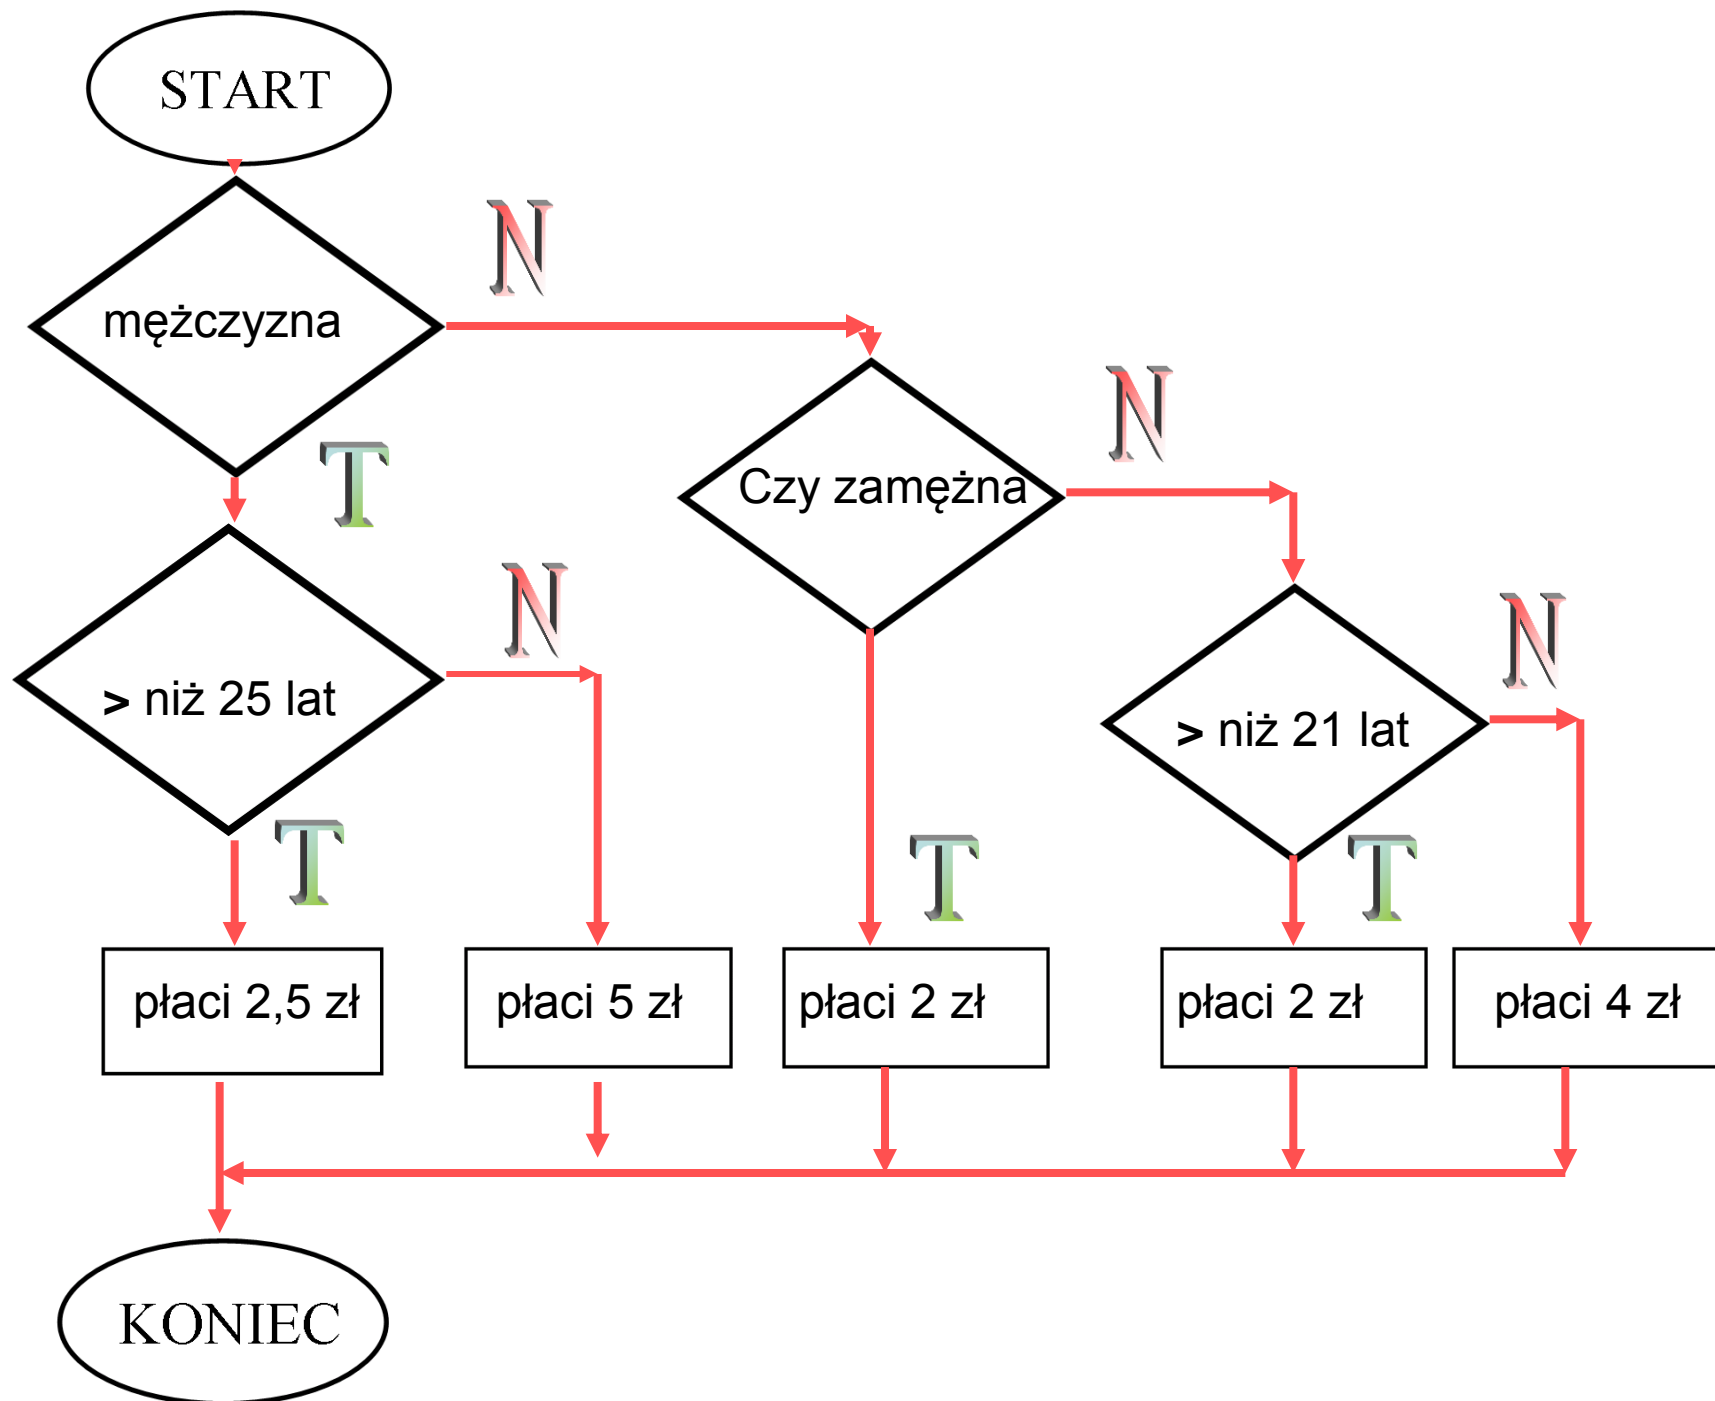 START
N
mężczyzna
N
T
Czy zamężna
N
N
> niż 25 lat
> niż 21 lat
T
T
T
płaci 2,5 zł
płaci 5 zł
płaci 2 zł
płaci 2 zł
płaci 4 zł
KONIEC